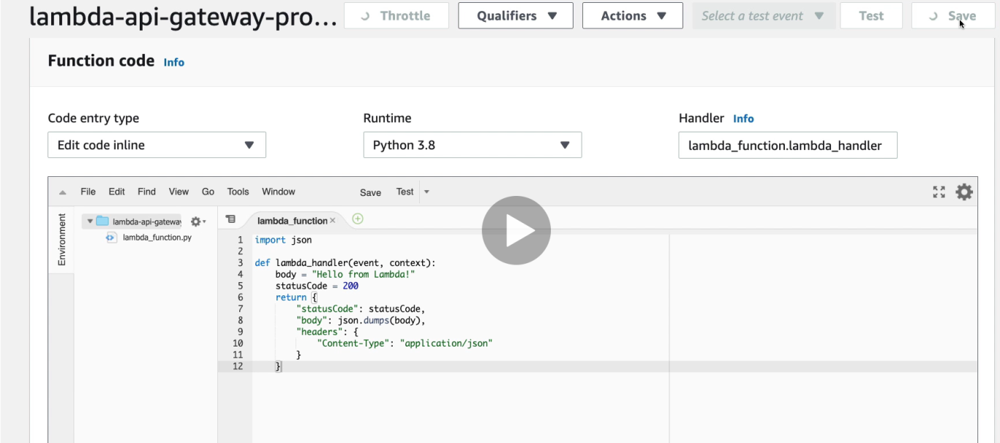 lambda-api-gateway-pro... Throttle Qualifiers Actions Select a test event Test Save
Function code Info
Code entry type Runtime Handler Info
Edit code inline Python 3.8 lambda_function.lambda_handler
File Edit Find View Go Tools Window Save Test
Environment
lambda-api-gateway
lambda_function.py
lambda_function
1 import json
2
3 def lambda_handler(event, context):
4 body = "Hello from Lambda!"
5 statusCode = 200
6 return {
7 "statusCode": statusCode,
8 "body": json.dumps(body),
9 "headers": {
10 "Content-Type": "application/json"
11 }
12 }